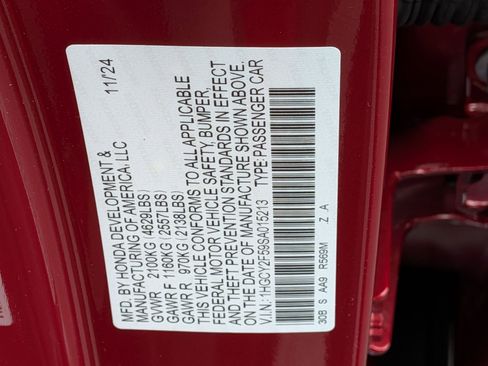 MFD. BY HONDA DEVELOPMENT & 11/24
MANUFACTURING OF AMERICA, LLC
GVWR 2100KG (4629LBS)
GAWR F 1160KG (2557LBS)
GAWR R 970KG (2138LBS)
THIS VEHICLE CONFORMS TO ALL APPLICABLE
FEDERAL MOTOR VEHICLE SAFETY, BUMPER,
AND THEFT PREVENTION STANDARDS IN EFFECT
ON THE DATE OF MANUFACTURE SHOWN ABOVE.
V.I.N.: 1HGCY2F59SA015213 TYPE: PASSENGER CAR
308 S AA9 R569M Z A